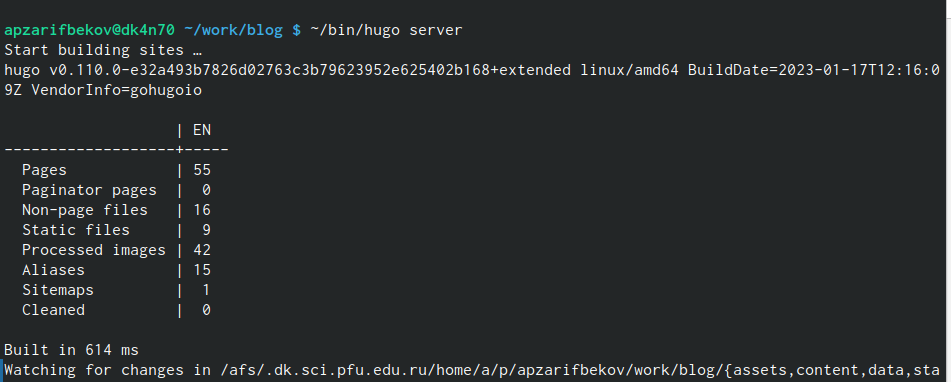 apzarifbekov@dk4n70 ~/work/blog $ ~/bin/hugo server
Start building sites …
hugo v0.110.0-e32a493b7826d02763c3b79623952e625402b168+extended linux/amd64 BuildDate=2023-01-17T12:16:0
9Z VendorInfo=gohugoio
                   | EN
-------------------+-----
  Pages            | 55
  Paginator pages  |  0
  Non-page files   | 16
  Static files     |  9
  Processed images | 42
  Aliases          | 15
  Sitemaps         |  1
  Cleaned          |  0
Built in 614 ms
Watching for changes in /afs/.dk.sci.pfu.edu.ru/home/a/p/apzarifbekov/work/blog/{assets,content,data,sta